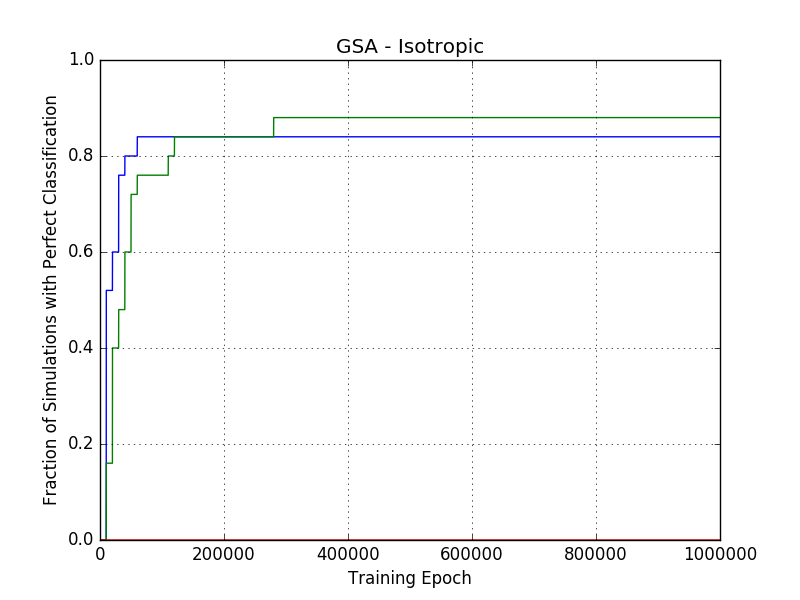 GSA - Isotropic
Fraction of Simulations with Perfect Classification
1.0
0.8
0.6
0.4
0.2
0.0
0 200000 400000 600000 800000 1000000
Training Epoch